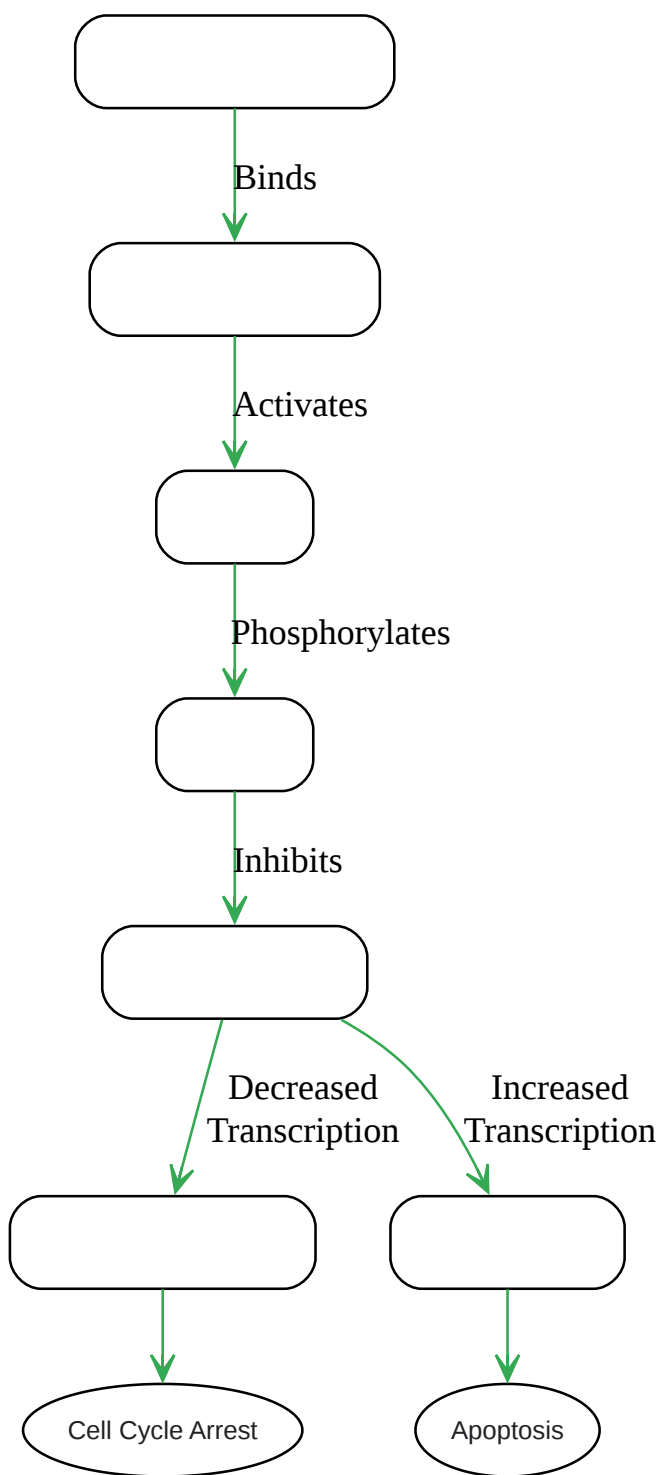 Binds
Activates
Phosphorylates
Inhibits
Decreased
Transcription
Increased
Transcription
Cell Cycle Arrest
Apoptosis